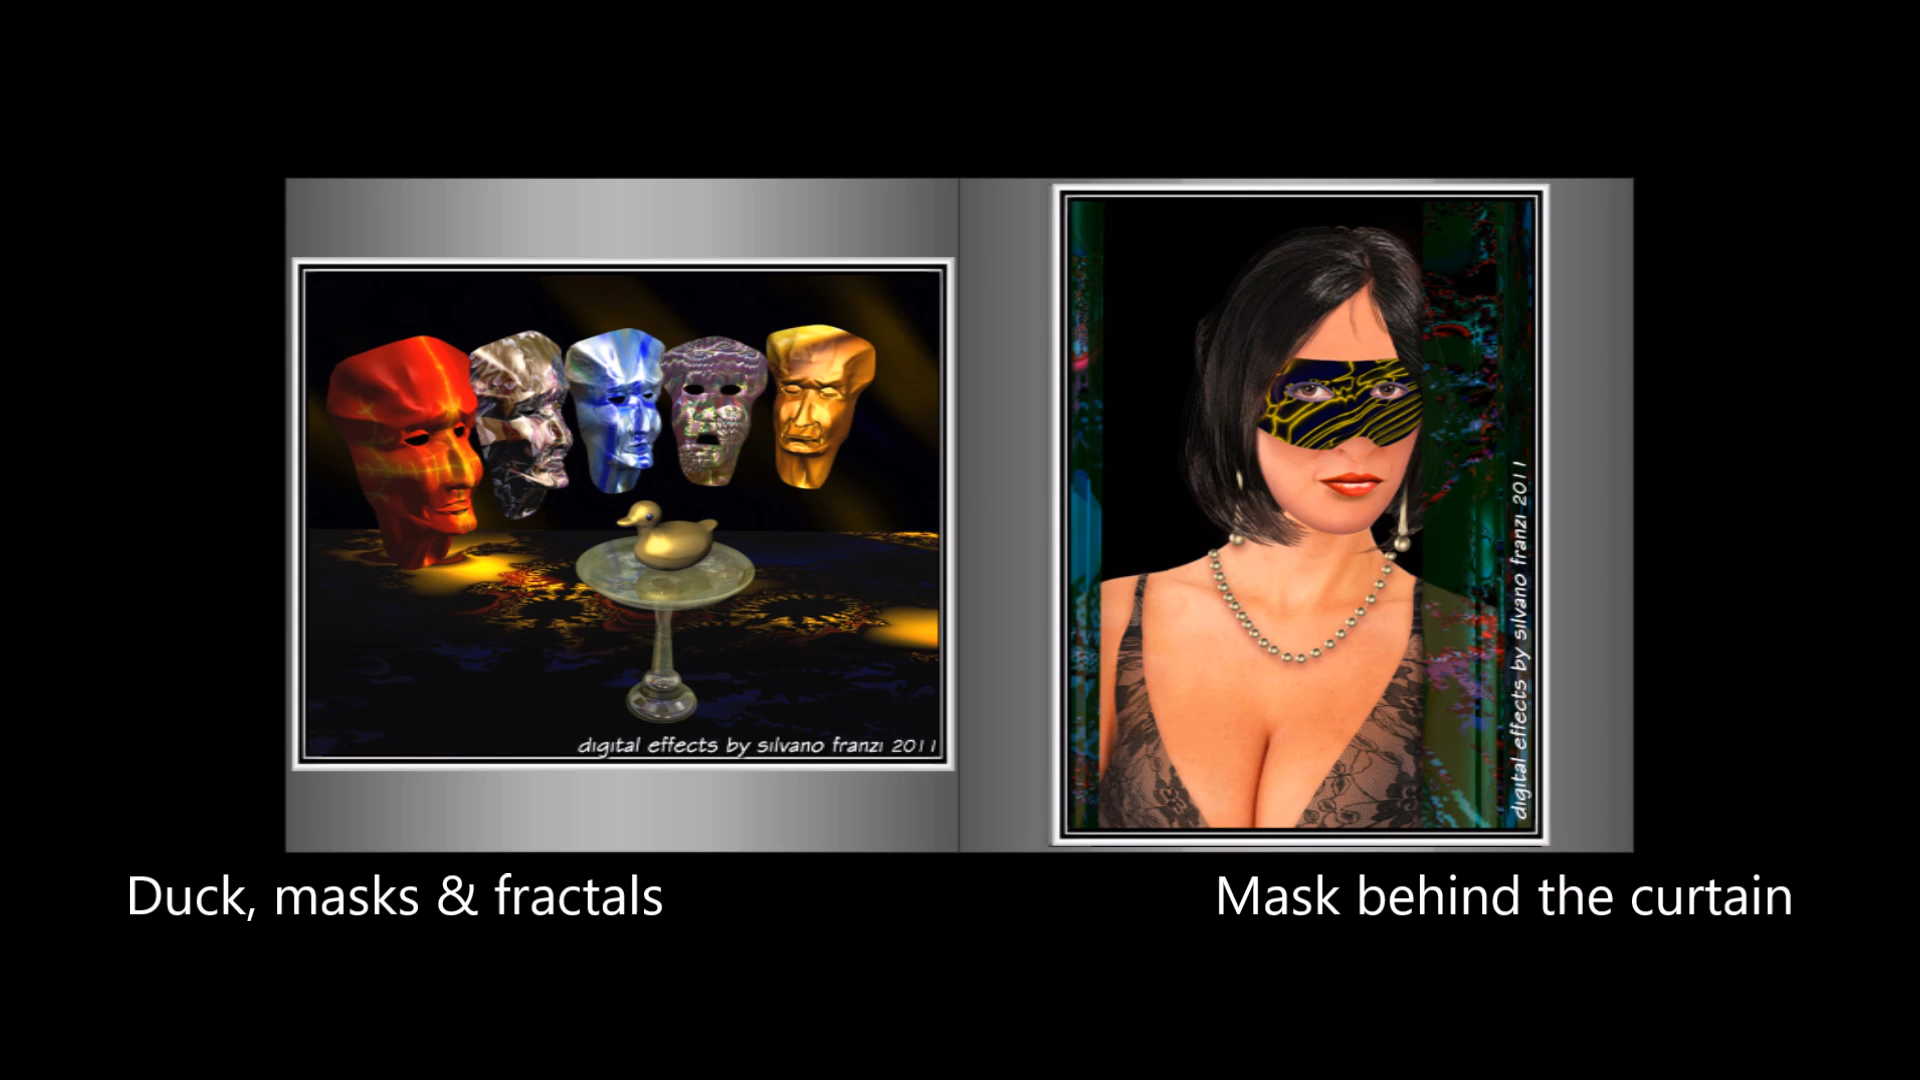 digital effects by silvano franzi 2011
digital effects by silvano franzi 2011
Duck, masks & fractals
Mask behind the curtain